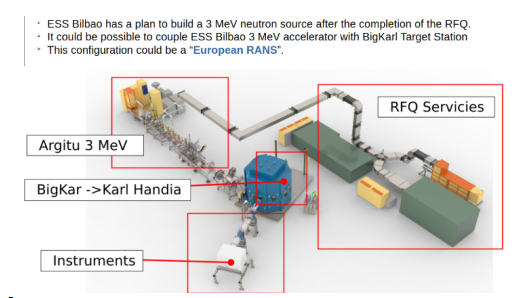 ESS Bilbao has a plan to build a 3 MeV neutron source after the completion of the RFQ.
It could be possible to couple ESS Bilbao 3 MeV accelerator with BigKarl Target Station
This configuration could be a “European RANS”.
RFQ Servicies
Argitu 3 MeV
BigKar ->Karl Handia
Instruments